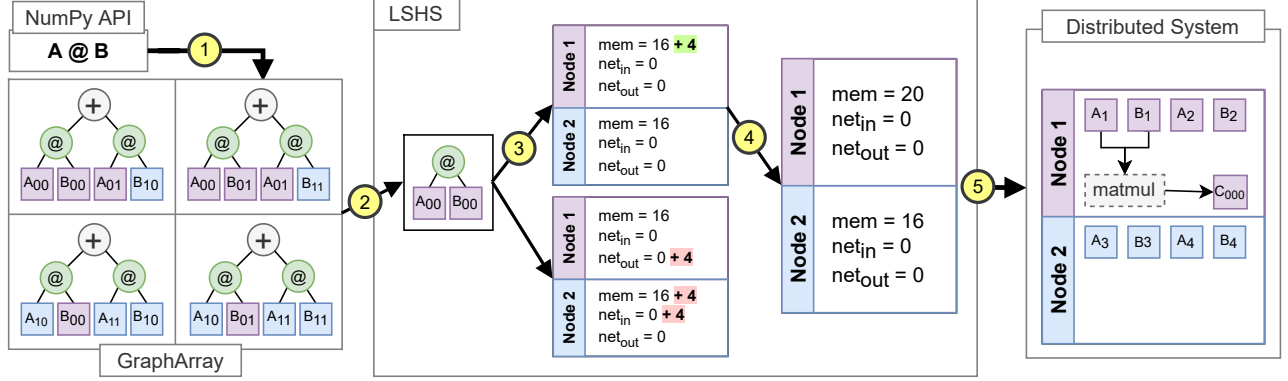 NumPy API
A @ B
1
+
@ @
A00 B00 A01 B10
+
@ @
A00 B01 A01 B11
+
@ @
A10 B00 A11 B10
+
@ @
A10 B01 A11 B11
GraphArray
2
LSHS
@
A00 B00
3
Node 1
mem = 16 + 4
netin = 0
netout = 0
Node 2
mem = 16
netin = 0
netout = 0
Node 1
mem = 16
netin = 0
netout = 0 + 4
Node 2
mem = 16 + 4
netin = 0 + 4
netout = 0
4
Node 1
mem = 20
netin = 0
netout = 0
Node 2
mem = 16
netin = 0
netout = 0
5
Distributed System
Node 1
A1 B1 A2 B2
matmul
C000
Node 2
A3 B3 A4 B4